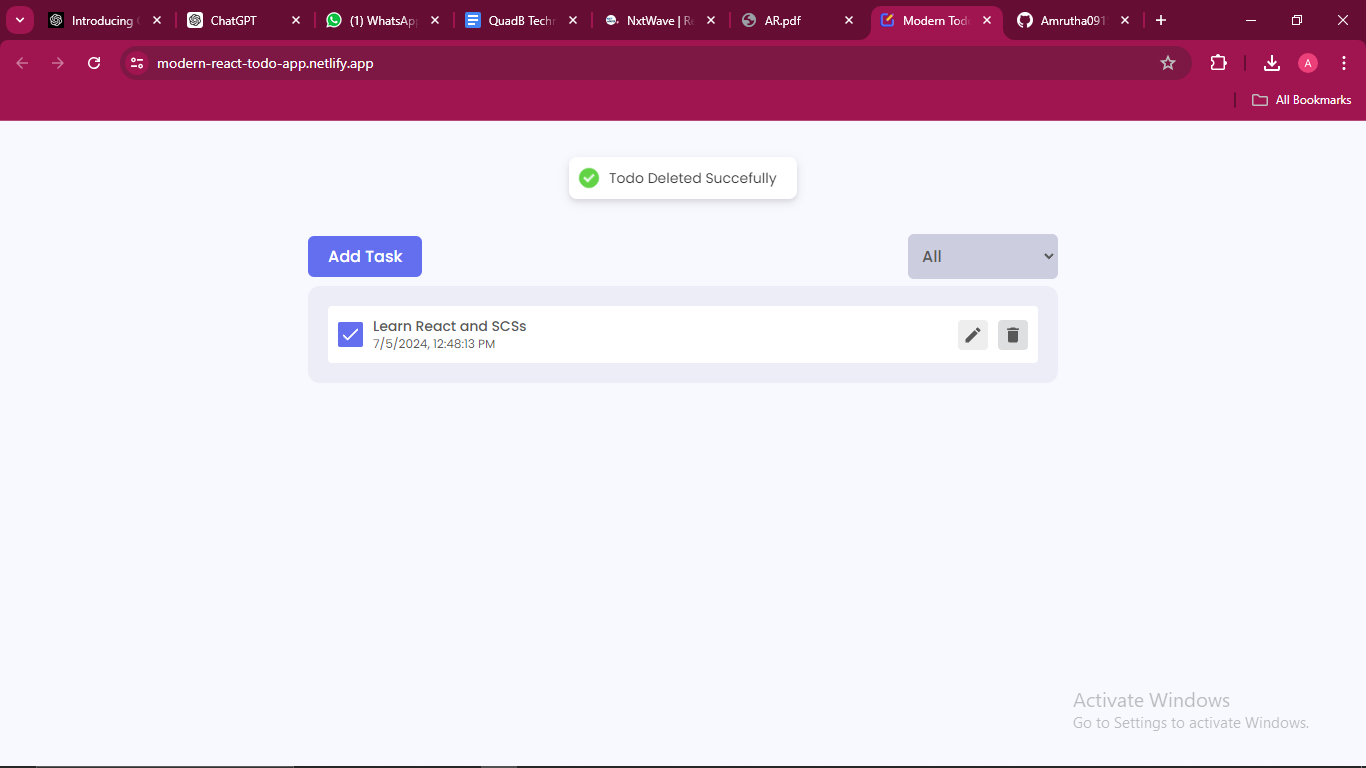 Introducing
ChatGPT
(1) WhatsApp
QuadB Techn
NxtWave | Re
AR.pdf
Modern Tod
Amrutha091
modern-react-todo-app.netlify.app
A
All Bookmarks
Todo Deleted Succefully
Add Task
All
Learn React and SCSs
7/5/2024, 12:48:13 PM
Activate Windows
Go to Settings to activate Windows.